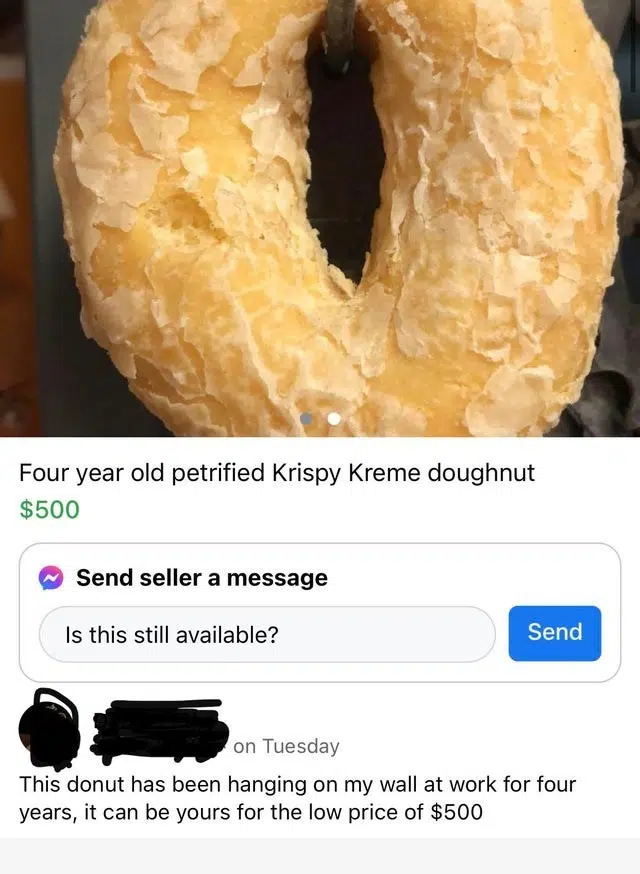 Four year old petrified Krispy Kreme doughnut
$500
Send seller a message
Is this still available?
Send
on Tuesday
This donut has been hanging on my wall at work for four
years, it can be yours for the low price of $500